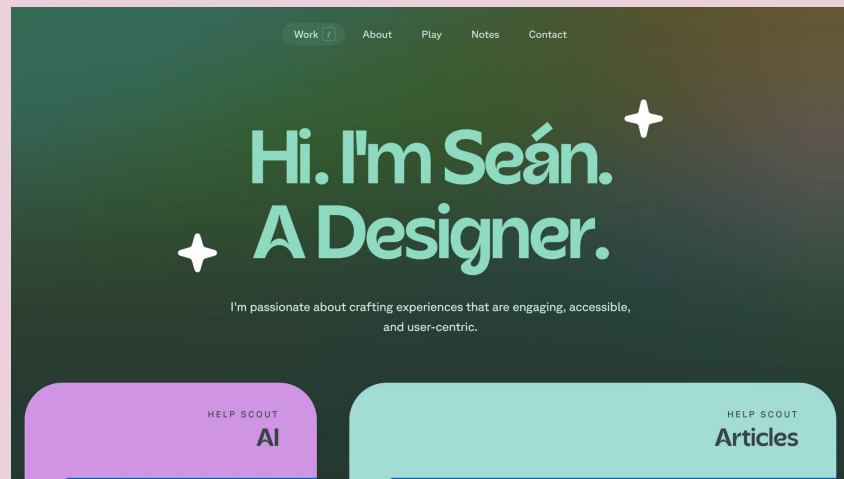 Work /
About
Play
Notes
Contact
Hi. I'm Seán.
A Designer.
I'm passionate about crafting experiences that are engaging, accessible,
and user-centric.
HELP SCOUT
AI
HELP SCOUT
Articles